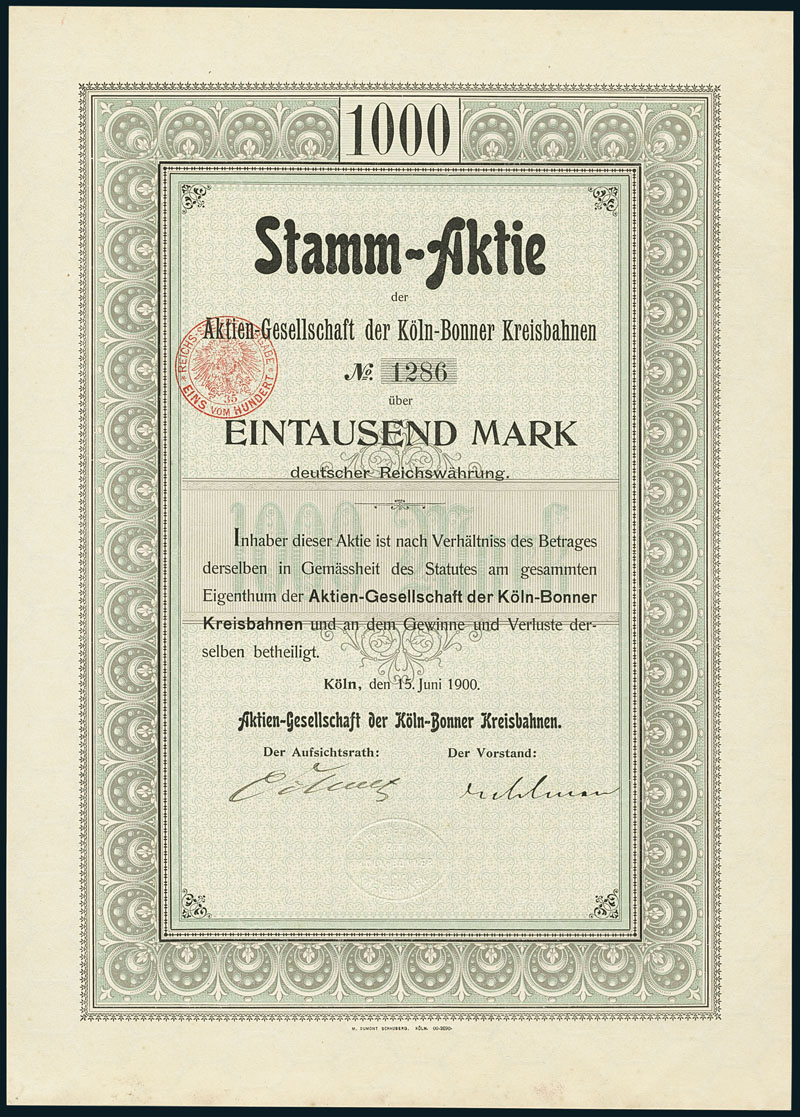 1000
Stamm-Aktie
der
Aktien-Gesellschaft der Köln-Bonner Kreisbahnen
No. 1286
über
EINTAUSEND MARK
deutscher Reichswährung.
1000 Mark
Inhaber dieser Aktie ist nach Verhältniss des Betrages
derselben in Gemässheit des Statutes am gesammten
Eigenthum der Aktien-Gesellschaft der Köln-Bonner
Kreisbahnen und an dem Gewinne und Verluste der-
selben betheiligt.
Köln, den 15. Juni 1900.
Aktien-Gesellschaft der Köln-Bonner Kreisbahnen.
Der Aufsichtsrath: Der Vorstand:
EINS VOM HUNDERT
35
M. DUMONT SCHAUBERG, KÖLN.